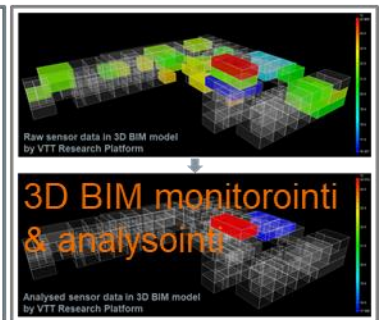 Raw sensor data in 3D BIM model
by VTT Research Platform
3D BIM monitorointi
& analysointi
Analysed sensor data in 3D BIM model
by VTT Research Platform